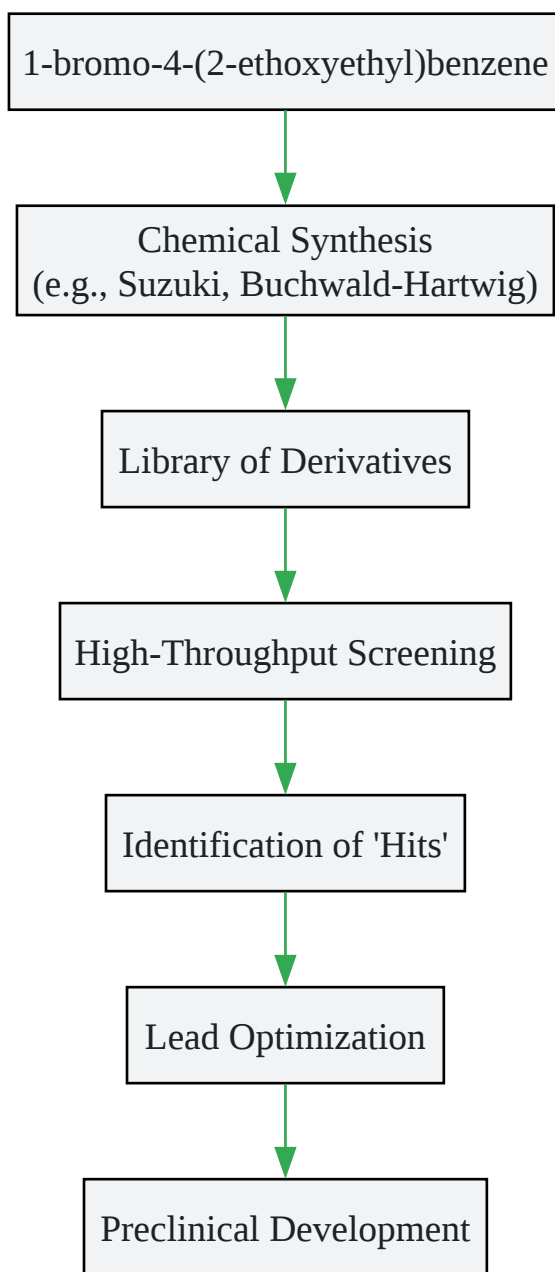 1-bromo-4-(2-ethoxyethyl)benzene
Chemical Synthesis
(e.g., Suzuki, Buchwald-Hartwig)
Library of Derivatives
High-Throughput Screening
Identification of 'Hits'
Lead Optimization
Preclinical Development